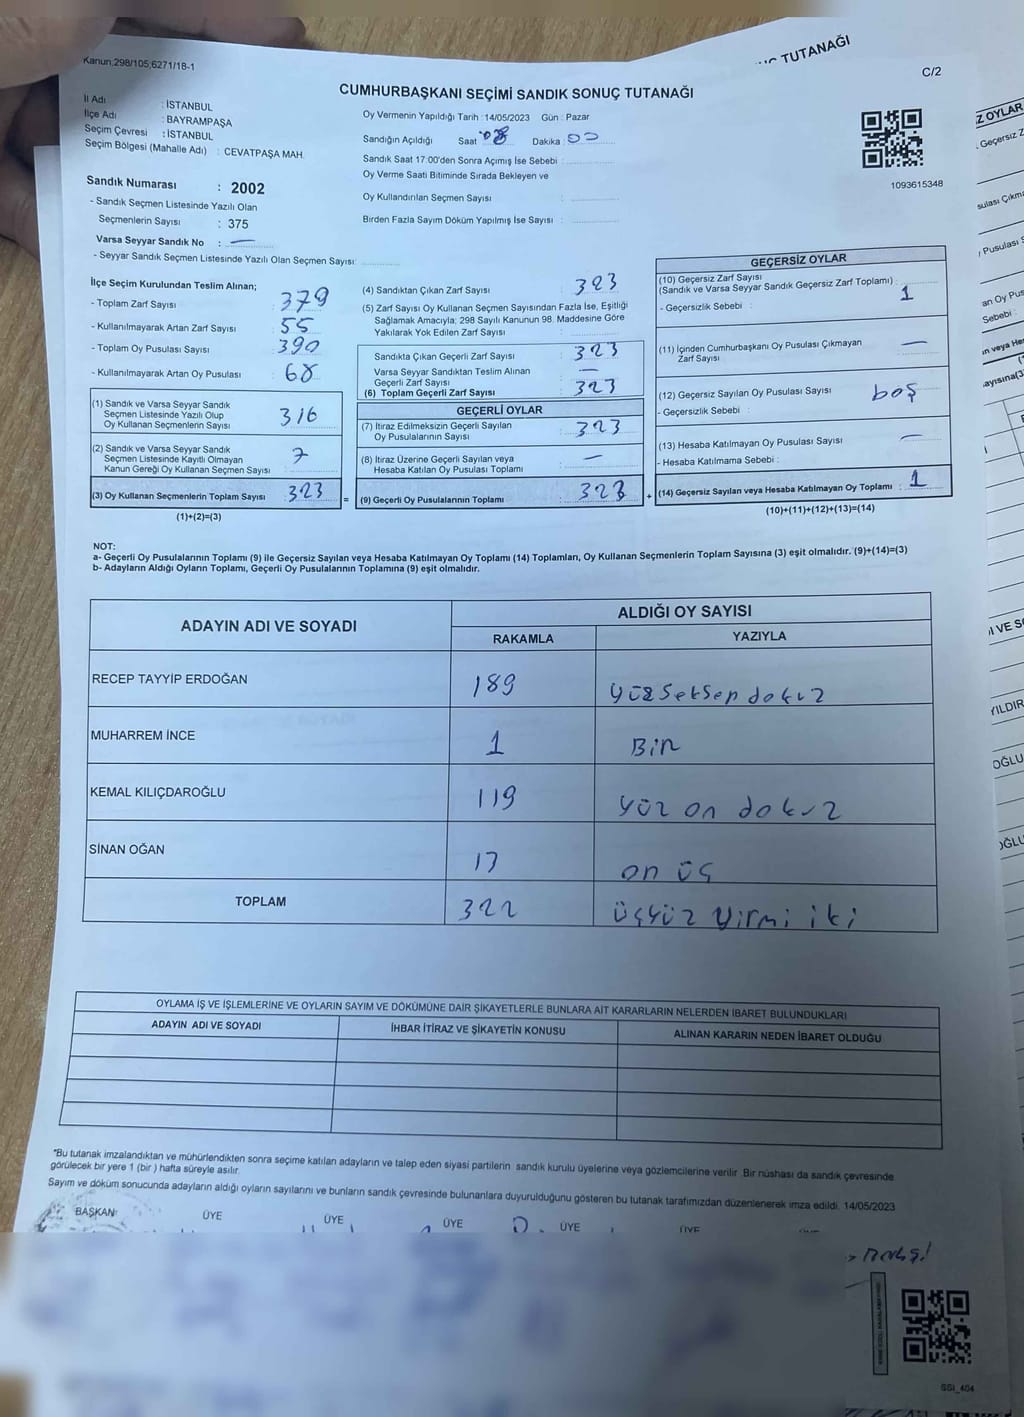 Kanun;298/105,6271/18-1
UÇ TUTANAĞI
C/2
CUMHURBAŞKANI SEÇİMİ SANDIK SONUÇ TUTANAĞI
İl Adı : İSTANBUL
İlçe Adı : BAYRAMPAŞA
Seçim Çevresi : İSTANBUL
Seçim Bölgesi (Mahalle Adı) : CEVATPAŞA MAH.
Sandık Numarası : 2002
- Sandık Seçmen Listesinde Yazılı Olan
Seçmenlerin Sayısı : 375
Varsa Seyyar Sandık No : —
- Seyyar Sandık Seçmen Listesinde Yazılı Olan Seçmen Sayısı:
Oy Vermenin Yapıldığı Tarih : 14/05/2023 Gün : Pazar
Sandığın Açıldığı Saat 08 Dakika : 00
Sandık Saat 17:00'den Sonra Açımış İse Sebebi :
Oy Verme Saati Bitiminde Sırada Bekleyen ve
Oy Kullandırılan Seçmen Sayısı :
Birden Fazla Sayım Döküm Yapılmış İse Sayısı :
1093615348
İlçe Seçim Kurulundan Teslim Alınan;
- Toplam Zarf Sayısı : 379
- Kullanılmayarak Artan Zarf Sayısı : 55
- Toplam Oy Pusulası Sayısı : 390
- Kullanılmayarak Artan Oy Pusulası : 68
(1) Sandık ve Varsa Seyyar Sandık
Seçmen Listesinde Yazılı Olup
Oy Kullanan Seçmenlerin Sayısı : 316
(2) Sandık ve Varsa Seyyar Sandık
Seçmen Listesinde Kayıtlı Olmayan
Kanun Gereği Oy Kullanan Seçmen Sayısı : 7
(3) Oy Kullanan Seçmenlerin Toplam Sayısı : 323 =
(1)+(2)=(3)
(4) Sandıktan Çıkan Zarf Sayısı : 323
(5) Zarf Sayısı Oy Kullanan Seçmen Sayısından Fazla İse, Eşitliği
Sağlamak Amacıyla; 298 Sayılı Kanunun 98. Maddesine Göre
Yakılarak Yok Edilen Zarf Sayısı :
Sandıkta Çıkan Geçerli Zarf Sayısı : 323
Varsa Seyyar Sandıktan Teslim Alınan
Geçerli Zarf Sayısı : —
(6) Toplam Geçerli Zarf Sayısı : 323
GEÇERLİ OYLAR
(7) İtiraz Edilmeksizin Geçerli Sayılan
Oy Pusulalarının Sayısı : 323
(8) İtiraz Üzerine Geçerli Sayılan veya
Hesaba Katılan Oy Pusulası Toplamı : —
(9) Geçerli Oy Pusulalarının Toplamı : 323 +
GEÇERSİZ OYLAR
(10) Geçersiz Zarf Sayısı
(Sandık ve Varsa Seyyar Sandık Geçersiz Zarf Toplamı) : 1
- Geçersizlik Sebebi :
(11) İçinden Cumhurbaşkanı Oy Pusulası Çıkmayan
Zarf Sayısı : —
(12) Geçersiz Sayılan Oy Pusulası Sayısı : boş
- Geçersizlik Sebebi :
(13) Hesaba Katılmayan Oy Pusulası Sayısı : —
- Hesaba Katılmama Sebebi :
(14) Geçersiz Sayılan veya Hesaba Katılmayan Oy Toplamı : 1
(10)+(11)+(12)+(13)=(14)
NOT:
a- Geçerli Oy Pusulalarının Toplamı (9) ile Geçersiz Sayılan veya Hesaba Katılmayan Oy Toplamı (14) Toplamları, Oy Kullanan Seçmenlerin Toplam Sayısına (3) eşit olmalıdır. (9)+(14)=(3)
b- Adayların Aldığı Oyların Toplamı, Geçerli Oy Pusulalarının Toplamına (9) eşit olmalıdır.
ADAYIN ADI VE SOYADI ALDIĞI OY SAYISI
RAKAMLA YAZIYLA
RECEP TAYYİP ERDOĞAN 189 yüzseksen dokuz
MUHARREM İNCE 1 Bir
KEMAL KILIÇDAROĞLU 119 yüz on dokuz
SİNAN OĞAN 13 on üç
TOPLAM 322 üçyüz yirmi iki
OYLAMA İŞ VE İŞLEMLERİNE VE OYLARIN SAYIM VE DÖKÜMÜNE DAİR ŞİKAYETLERLE BUNLARA AİT KARARLARIN NELERDEN İBARET BULUNDUKLARI
ADAYIN ADI VE SOYADI İHBAR İTİRAZ VE ŞİKAYETİN KONUSU ALINAN KARARIN NEDEN İBARET OLDUĞU
*Bu tutanak imzalandıktan ve mühürlendikten sonra seçime katılan adayların ve talep eden siyasi partilerin sandık kurulu üyelerine veya gözlemcilerine verilir. Bir nüshası da sandık çevresinde
görülecek bir yere 1 (bir ) hafta süreyle asılır.
Sayım ve döküm sonucunda adayların aldığı oyların sayılarını ve bunların sandık çevresinde bulunanlara duyurulduğunu gösteren bu tutanak tarafımızdan düzenlenerek imza edildi. 14/05/2023
BAŞKAN ÜYE ÜYE ÜYE ÜYE ÜYE